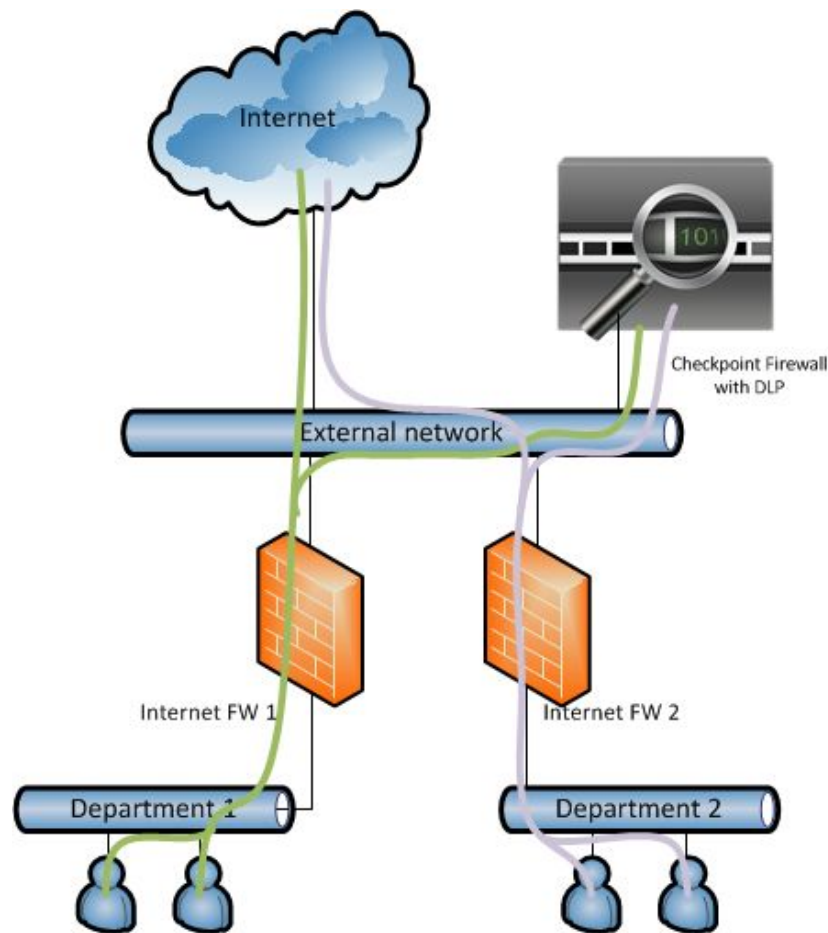 Internet
101
Checkpoint Firewall
with DLP
External network
Internet FW 1
Internet FW 2
Department 1
Department 2